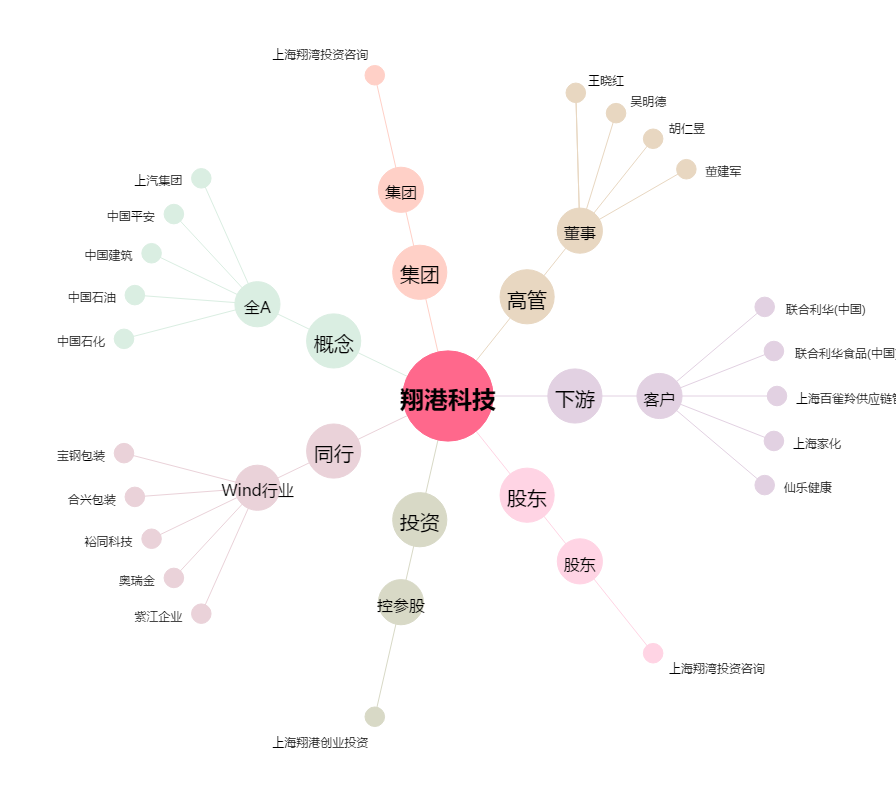 上海翔湾投资咨询
王晓红
吴明德
胡仁昱
董建军
上汽集团
集团
中国平安
董事
中国建筑
集团
中国石油
全A
高管
联合利华(中国)
中国石化
概念
联合利华食品(中国
翔港科技
下游
客户
上海百雀羚供应链管
同行
上海家化
宝钢包装
Wind行业
股东
仙乐健康
合兴包装
投资
裕同科技
股东
奥瑞金
控参股
紫江企业
上海翔湾投资咨询
上海翔港创业投资